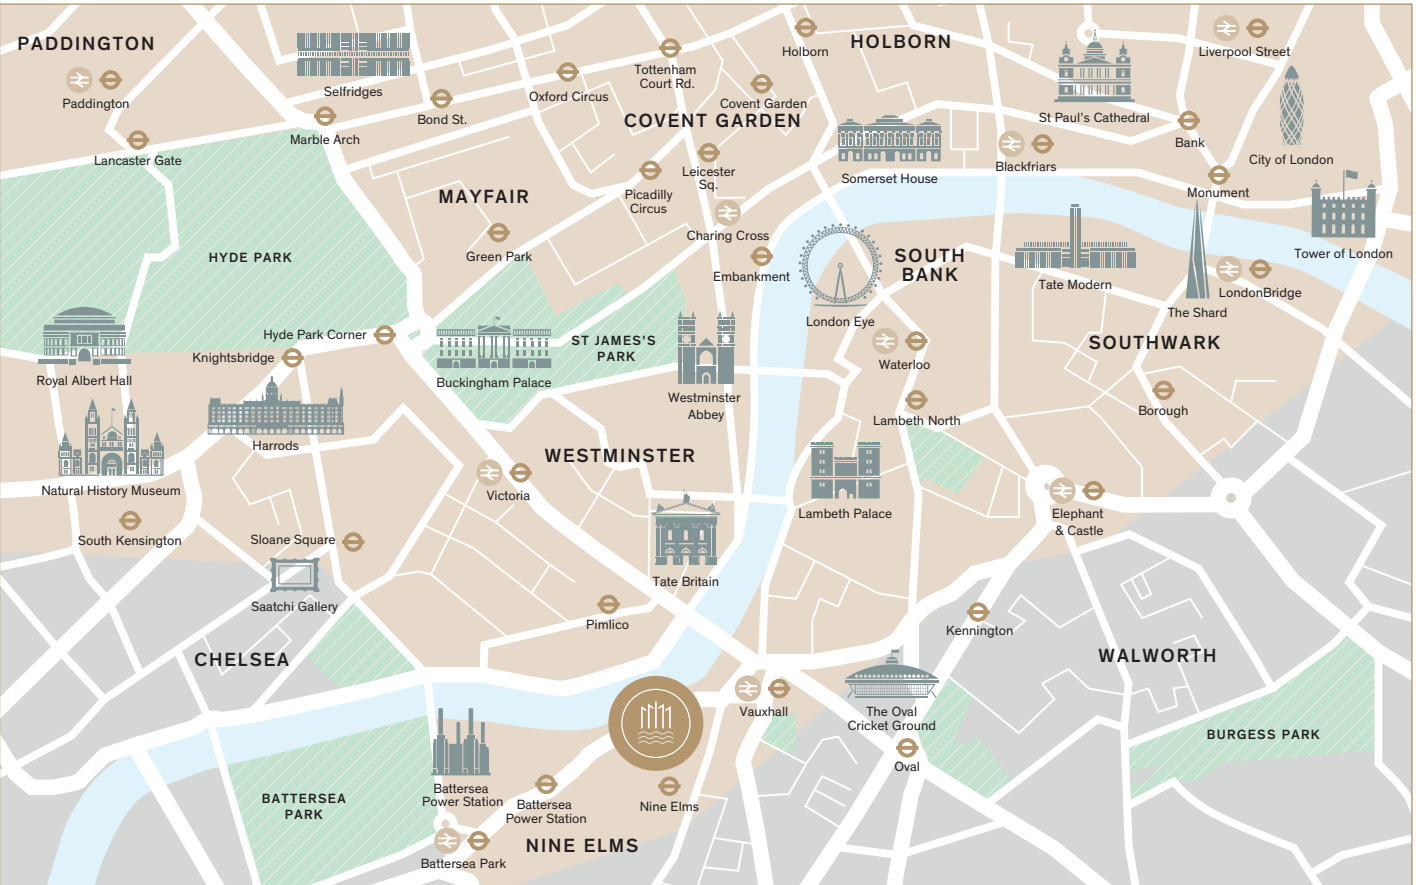 PADDINGTON
Paddington
Lancaster Gate
Selfridges
Marble Arch
Bond St.
Oxford Circus
Tottenham
Court Rd.
Holborn
HOLBORN
Covent Garden
COVENT GARDEN
St Paul's Cathedral
Liverpool Street
Bank
City of London
Monument
Tower of London
Blackfriars
Somerset House
Leicester
Sq.
Picadilly
Circus
MAYFAIR
Green Park
Charing Cross
Embankment
HYDE PARK
SOUTH
BANK
London Eye
Tate Modern
The Shard
LondonBridge
SOUTHWARK
Hyde Park Corner
Knightsbridge
Royal Albert Hall
Buckingham Palace
ST JAMES'S
PARK
Westminster
Abbey
Waterloo
Lambeth North
Borough
Harrods
Natural History Museum
WESTMINSTER
Victoria
Lambeth Palace
Elephant
& Castle
South Kensington
Sloane Square
Saatchi Gallery
Tate Britain
Pimlico
Kennington
CHELSEA
WALWORTH
Vauxhall
The Oval
Cricket Ground
Oval
BURGESS PARK
BATTERSEA
PARK
Battersea
Power Station
Battersea
Power Station
Nine Elms
NINE ELMS
Battersea Park